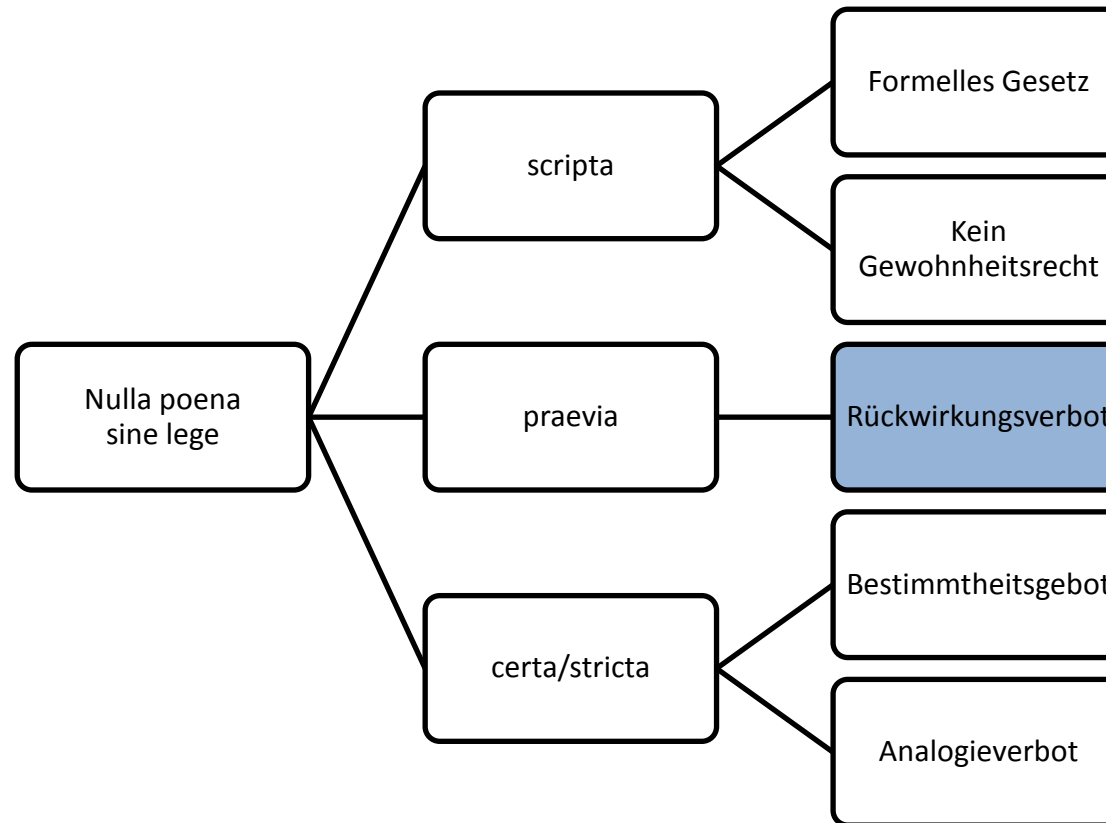 Nulla poena
sine lege
scripta
Formelles Gesetz
Kein
Gewohnheitsrecht
praevia
Rückwirkungsverbot
certa/stricta
Bestimmtheitsgebot
Analogieverbot